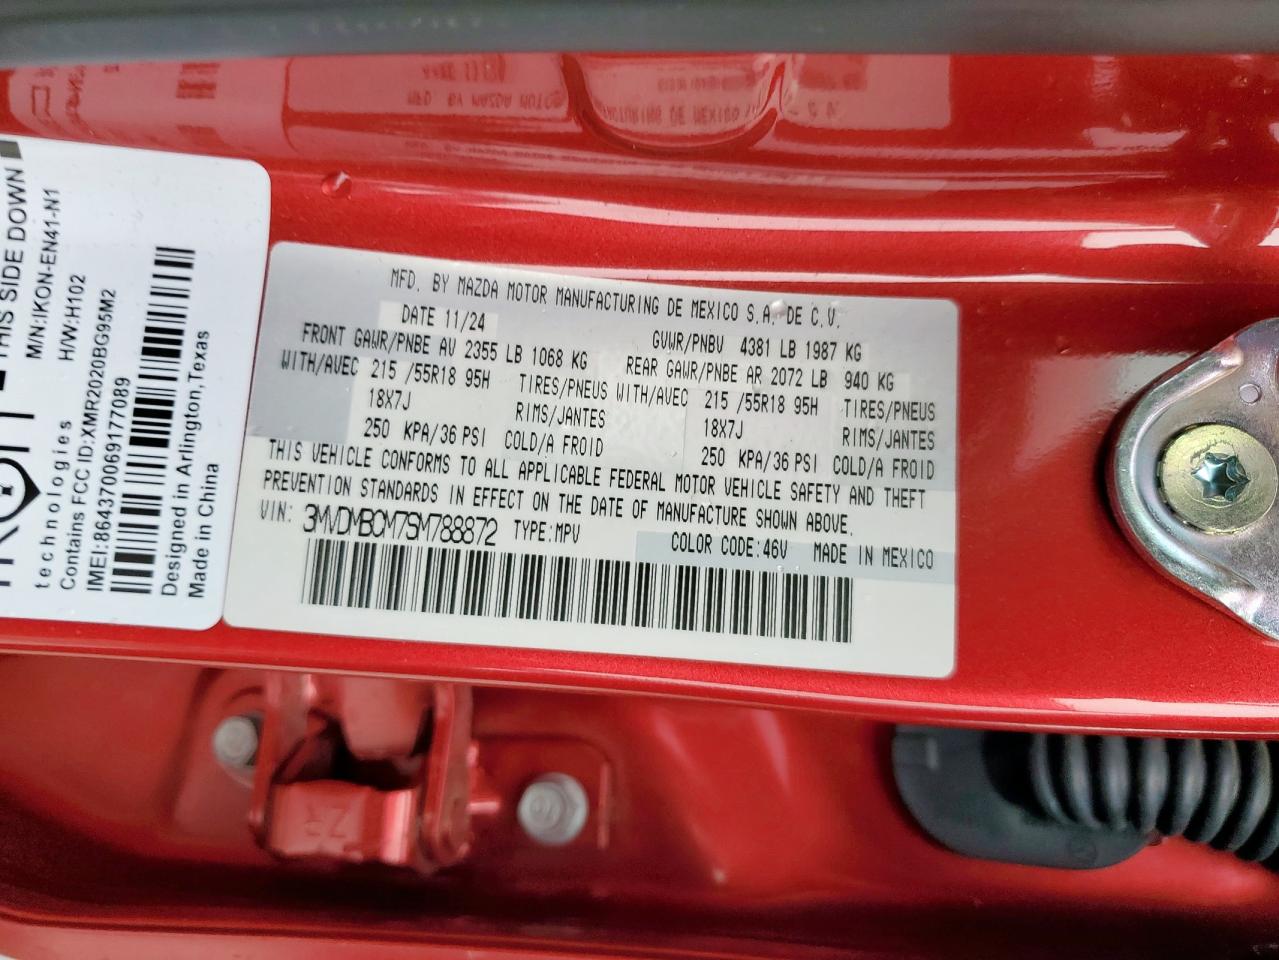 MFD. BY MAZDA MOTOR MANUFACTURING DE MEXICO S.A. DE C.V.
DATE 11/24 GVWR/PNBV 4381 LB 1987 KG
FRONT GAWR/PNBE AV 2355 LB 1068 KG REAR GAWR/PNBE AR 2072 LB 940 KG
WITH/AVEC 215 /55R18 95H TIRES/PNEUS WITH/AVEC 215 /55R18 95H TIRES/PNEUS
18X7J RIMS/JANTES 18X7J RIMS/JANTES
250 KPA/36 PSI COLD/A FROID 250 KPA/36 PSI COLD/A FROID
THIS VEHICLE CONFORMS TO ALL APPLICABLE FEDERAL MOTOR VEHICLE SAFETY AND THEFT
PREVENTION STANDARDS IN EFFECT ON THE DATE OF MANUFACTURE SHOWN ABOVE.
VIN: 3MVDMBCM7SM788872 TYPE:MPV
COLOR CODE:46V MADE IN MEXICO
THIS SIDE DOWN
M/N:IKON-EN41-N1
H/W:H102
technologies
Contains FCC ID:XMR2020BG95M2
IMEI:864370069177089
Designed in Arlington,Texas
Made in China
ZR